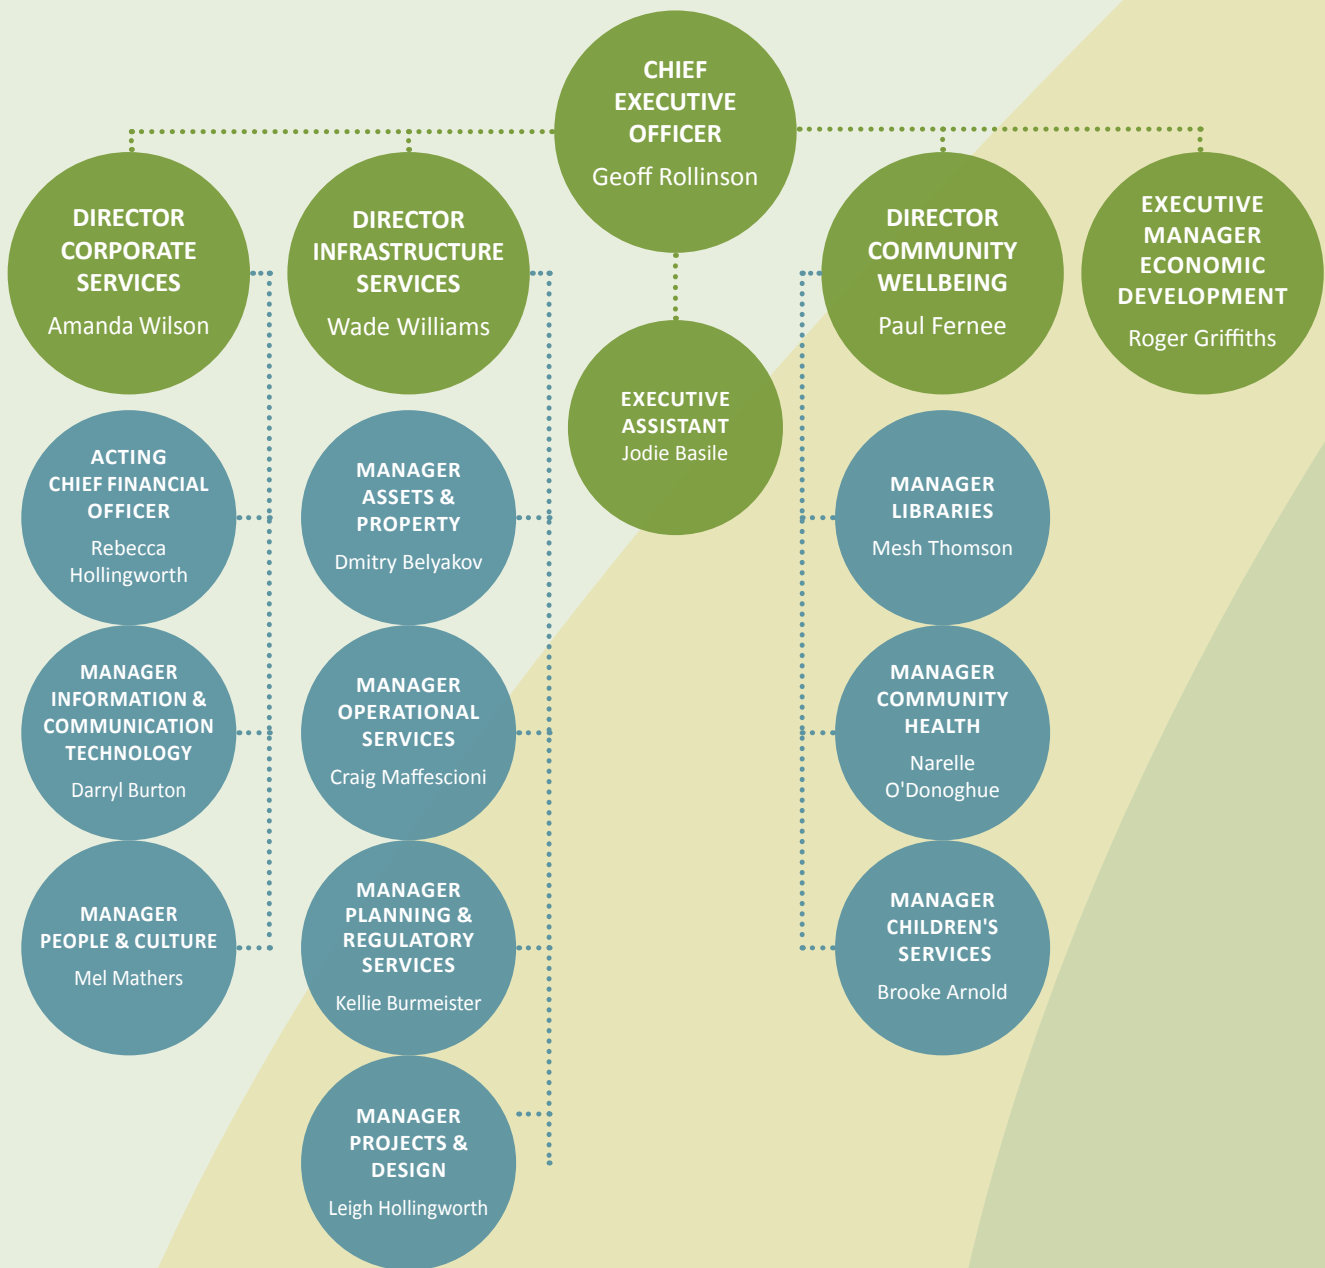 CHIEF
EXECUTIVE
OFFICER
Geoff Rollinson
DIRECTOR
CORPORATE
SERVICES
Amanda Wilson
DIRECTOR
INFRASTRUCTURE
SERVICES
Wade Williams
DIRECTOR
COMMUNITY
WELLBEING
Paul Fernee
EXECUTIVE
MANAGER
ECONOMIC
DEVELOPMENT
Roger Griffiths
EXECUTIVE
ASSISTANT
Jodie Basile
ACTING
CHIEF FINANCIAL
OFFICER
Rebecca
Hollingworth
MANAGER
ASSETS &
PROPERTY
Dmitry Belyakov
MANAGER
LIBRARIES
Mesh Thomson
MANAGER
INFORMATION &
COMMUNICATION
TECHNOLOGY
Darryl Burton
MANAGER
OPERATIONAL
SERVICES
Craig Maffescioni
MANAGER
COMMUNITY
HEALTH
Narelle
O'Donoghue
MANAGER
PEOPLE & CULTURE
Mel Mathers
MANAGER
PLANNING &
REGULATORY
SERVICES
Kellie Burmeister
MANAGER
CHILDREN'S
SERVICES
Brooke Arnold
MANAGER
PROJECTS &
DESIGN
Leigh Hollingworth